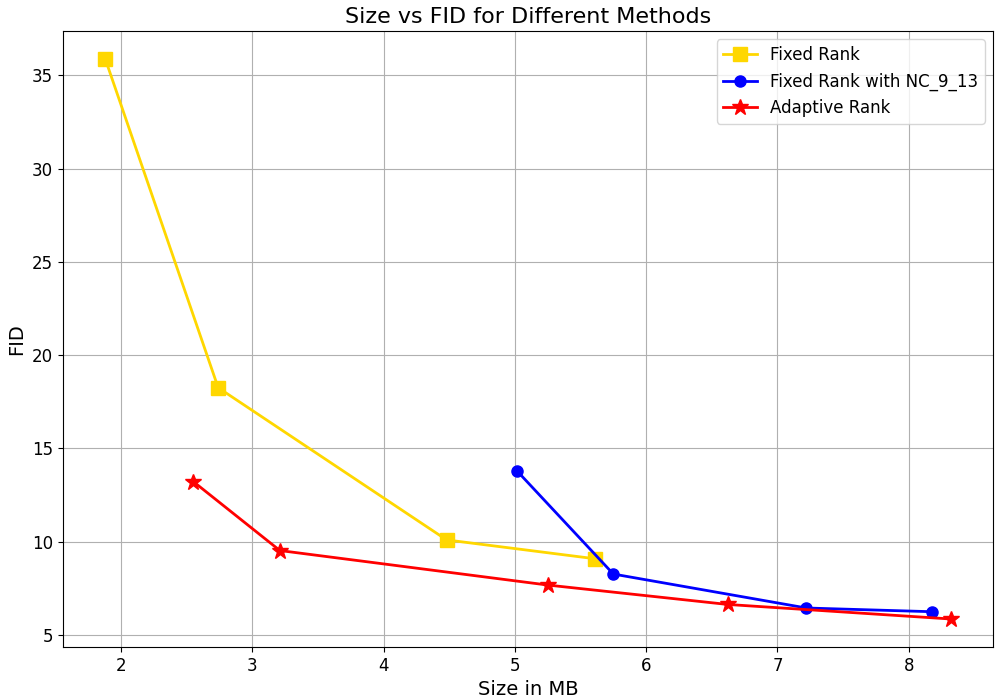 Size vs FID for Different Methods
Fixed Rank
Fixed Rank with NC_9_13
Adaptive Rank
FID
35
30
25
20
15
10
5
2 3 4 5 6 7 8
Size in MB